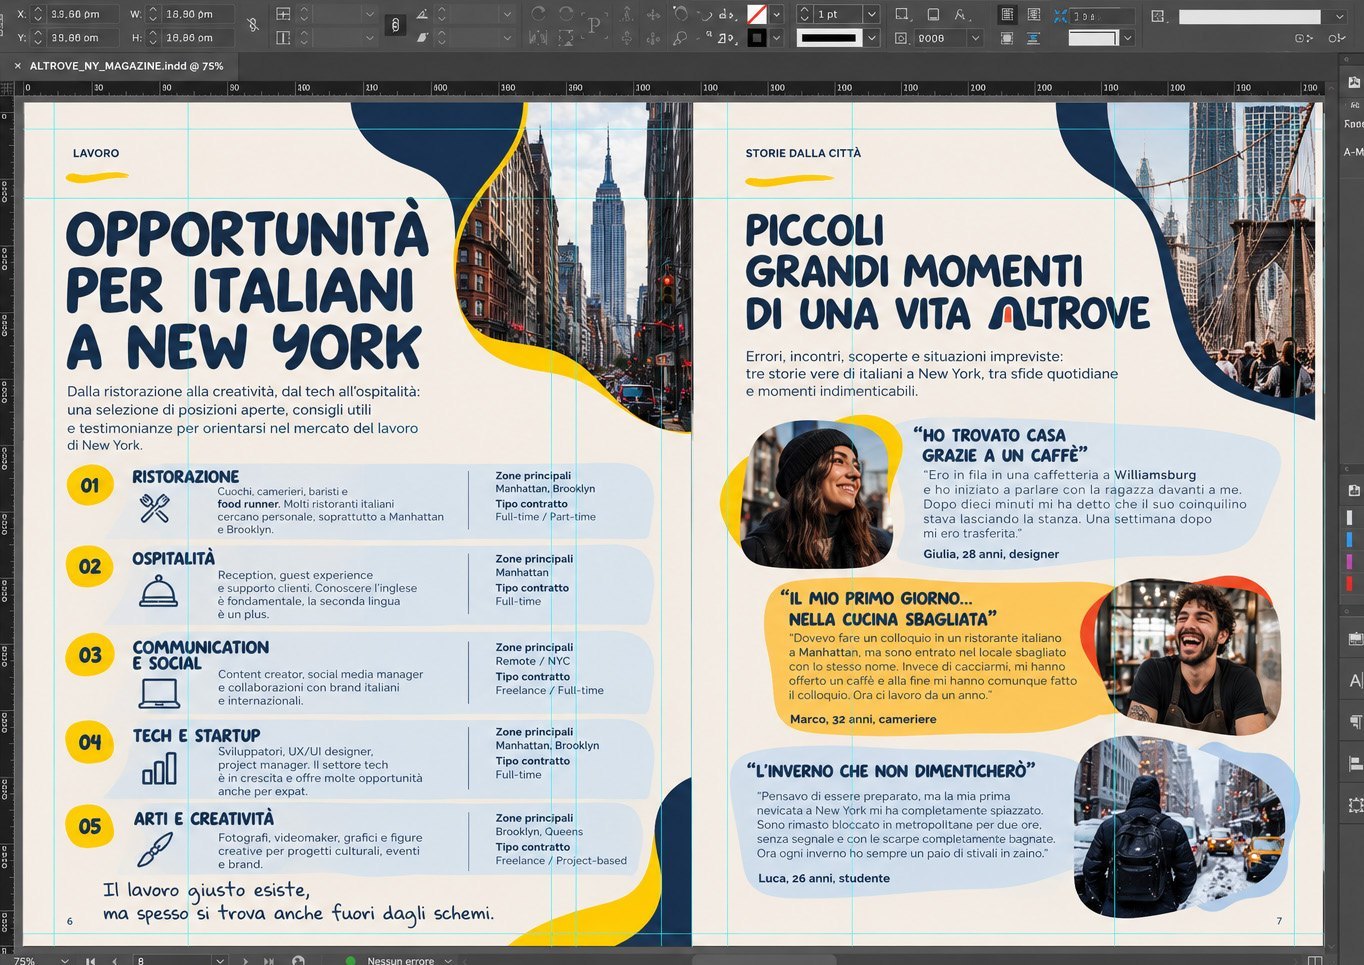 X:
W:
1 pt
Y:
H:
× ALTROVE_NY_MAGAZINE.indd @ 75%
LAVORO
OPPORTUNITÀ
PER ITALIANI
A NEW YORK
Dalla ristorazione alla creatività, dal tech all'ospitalità:
una selezione di posizioni aperte, consigli utili
e testimonianze per orientarsi nel mercato del lavoro
di New York.
01
RISTORAZIONE
Cuochi, camerieri, baristi e
food runner. Molti ristoranti italiani
cercano personale, soprattutto a Manhattan
e Brooklyn.
Zone principali
Manhattan, Brooklyn
Tipo contratto
Full-time / Part-time
02
OSPITALITÀ
Reception, guest experience
e supporto clienti. Conoscere l'inglese
è fondamentale, la seconda lingua
è un plus.
Zone principali
Manhattan
Tipo contratto
Full-time
03
COMMUNICATION
E SOCIAL
Content creator, social media manager
e collaborazioni con brand italiani
e internazionali.
Zone principali
Remote / NYC
Tipo contratto
Freelance / Full-time
04
TECH E STARTUP
Sviluppatori, UX/UI designer,
project manager. Il settore tech
è in crescita e offre molte opportunità
anche per expat.
Zone principali
Manhattan, Brooklyn
Tipo contratto
Full-time
05
ARTI E CREATIVITÀ
Fotografi, videomaker, grafici e figure
creative per progetti culturali, eventi
e brand.
Zone principali
Brooklyn, Queens
Tipo contratto
Freelance / Project-based
Il lavoro giusto esiste,
ma spesso si trova anche fuori dagli schemi.
6
STORIE DALLA CITTÀ
PICCOLI
GRANDI MOMENTI
DI UNA VITA ALTROVE
Errori, incontri, scoperte e situazioni impreviste:
tre storie vere di italiani a New York, tra sfide quotidiane
e momenti indimenticabili.
“HO TROVATO CASA
GRAZIE A UN CAFFÈ”
“Ero in fila in una caffetteria a Williamsburg
e ho iniziato a parlare con la ragazza davanti a me.
Dopo dieci minuti mi ha detto che il suo coinquilino
stava lasciando la stanza. Una settimana dopo
mi ero trasferita.”
Giulia, 28 anni, designer
“IL MIO PRIMO GIORNO...
NELLA CUCINA SBAGLIATA”
“Dovevo fare un colloquio in un ristorante italiano
a Manhattan, ma sono entrato nel locale sbagliato
con lo stesso nome. Invece di cacciarmi, mi hanno
offerto un caffè e alla fine mi hanno comunque fatto
il colloquio. Ora ci lavoro da un anno.”
Marco, 32 anni, cameriere
“L'INVERNO CHE NON DIMENTICHERÒ”
“Pensavo di essere preparato, ma la mia prima
nevicata a New York mi ha completamente spiazzato.
Sono rimasto bloccato in metropolitane per due ore,
senza segnale e con le scarpe completamente bagnate.
Ora ogni inverno ho sempre un paio di stivali in zaino.”
Luca, 26 anni, studente
7
75%
8
Nessun errore